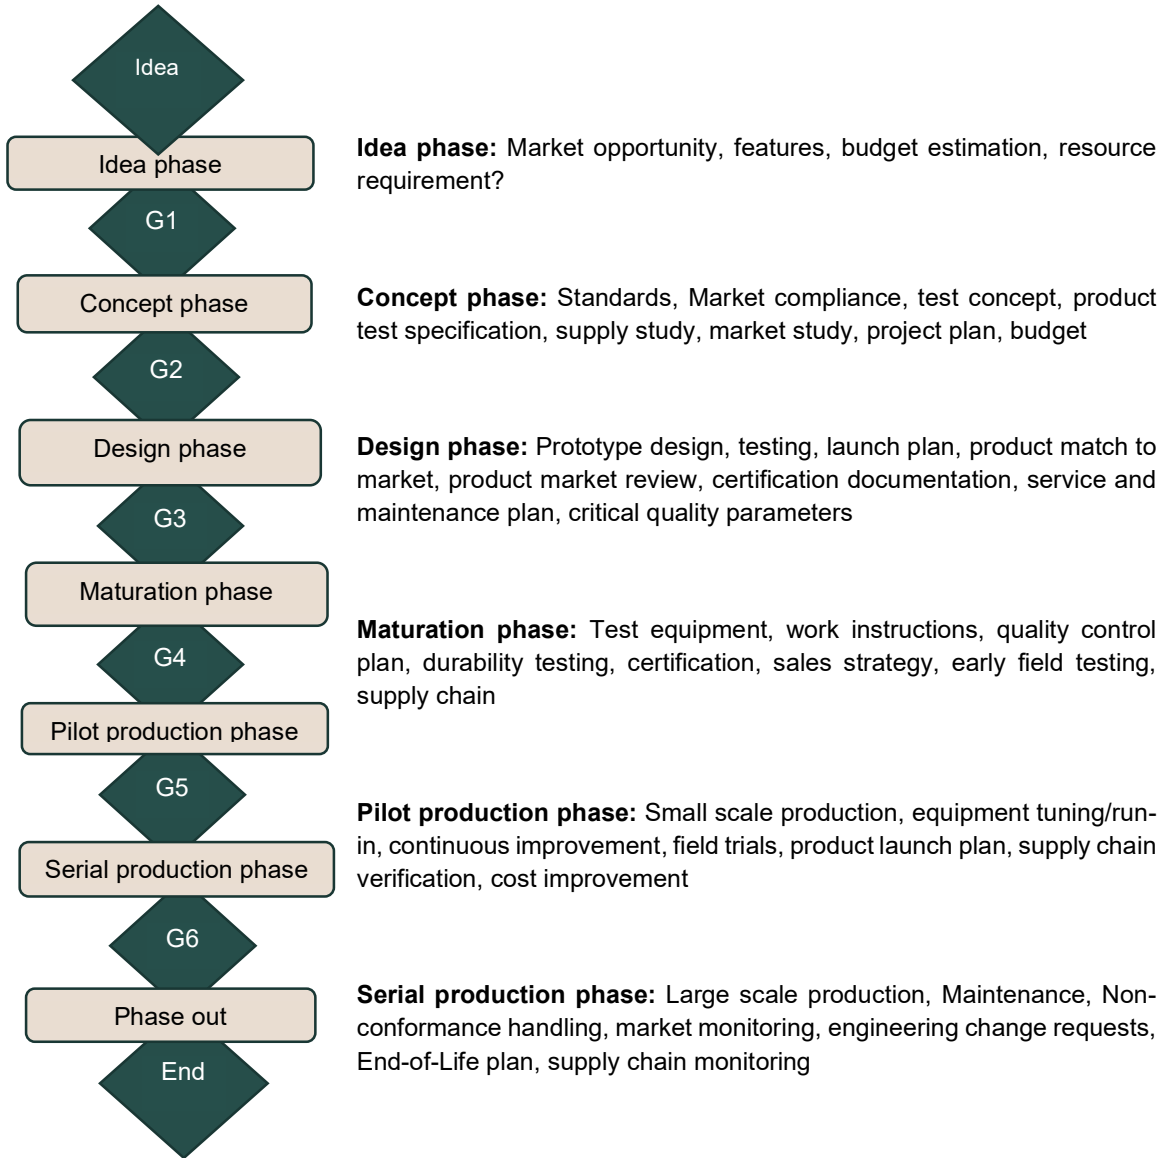 Idea
Idea phase
G1
Concept phase
G2
Design phase
G3
Maturation phase
G4
Pilot production phase
G5
Serial production phase
G6
Phase out
End
Idea phase: Market opportunity, features, budget estimation, resource
requirement?
Concept phase: Standards, Market compliance, test concept, product
test specification, supply study, market study, project plan, budget
Design phase: Prototype design, testing, launch plan, product match to
market, product market review, certification documentation, service and
maintenance plan, critical quality parameters
Maturation phase: Test equipment, work instructions, quality control
plan, durability testing, certification, sales strategy, early field testing,
supply chain
Pilot production phase: Small scale production, equipment tuning/run-
in, continuous improvement, field trials, product launch plan, supply chain
verification, cost improvement
Serial production phase: Large scale production, Maintenance, Non-
conformance handling, market monitoring, engineering change requests,
End-of-Life plan, supply chain monitoring